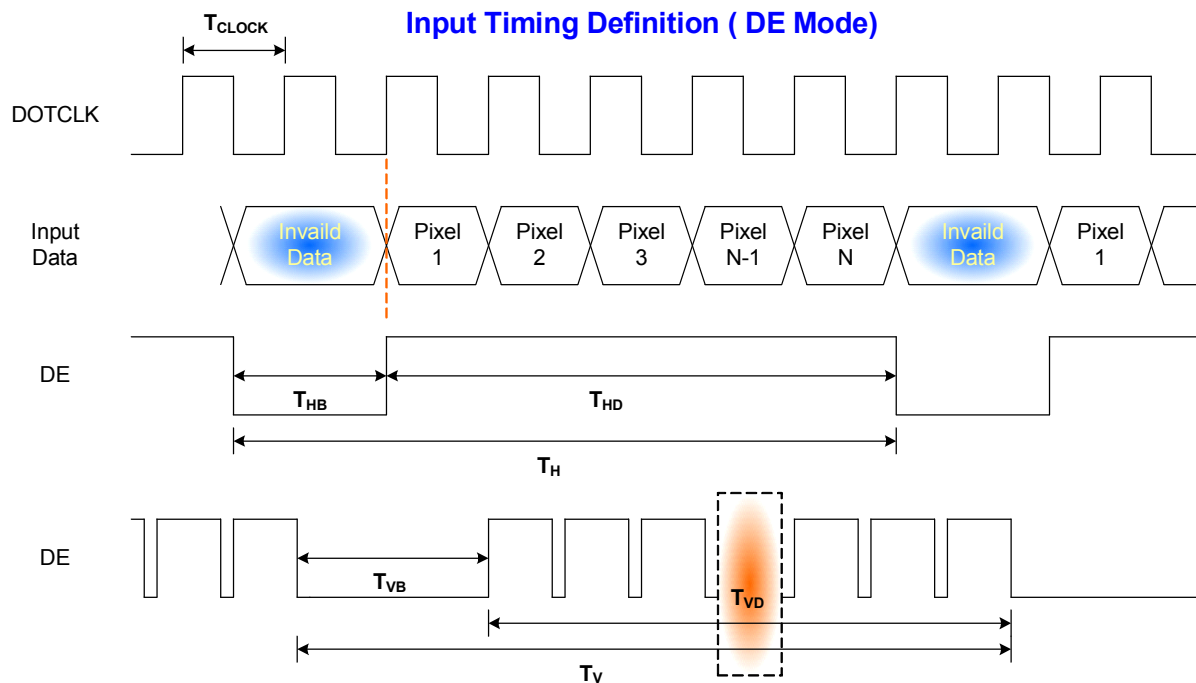 Input Timing Definition ( DE Mode)
TCLOCK
DOTCLK
Input
Data
Invaild
Data
Pixel
1
Pixel
2
Pixel
3
Pixel
N-1
Pixel
N
Invaild
Data
Pixel
1
DE
THB
THD
TH
DE
TVB
TVD
TV